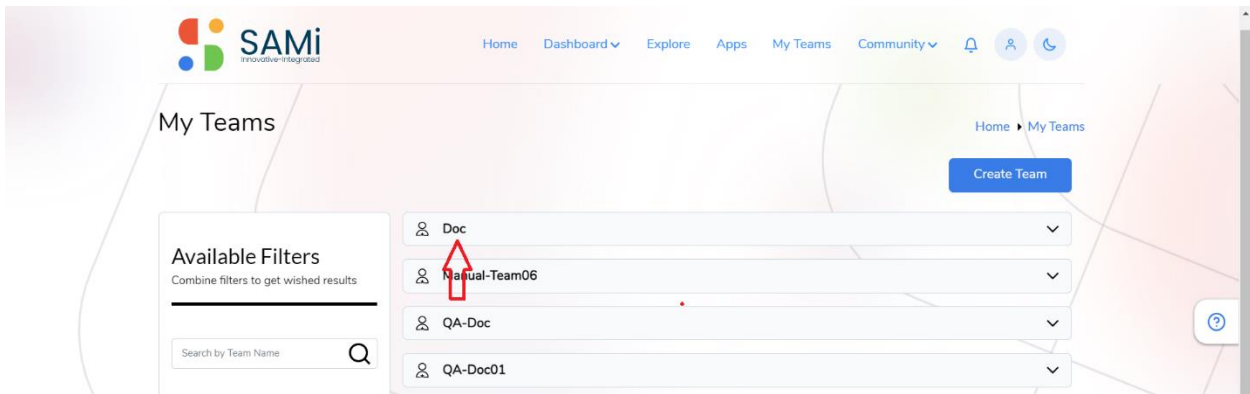 SAMi
Innovative-Integrated
Home Dashboard Explore Apps My Teams Community
My Teams
Home My Teams
Create Team
Doc
Available Filters
Combine filters to get wished results
Manual-Team06
QA-Doc
Search by Team Name
QA-Doc01